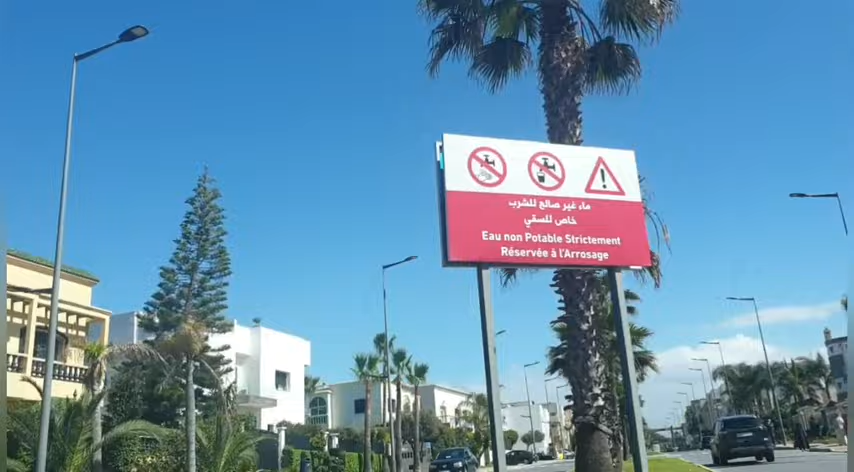 ماء غير صالح للشرب
خاص للسقي
Eau non Potable Strictement
Réservée à l'Arrosage